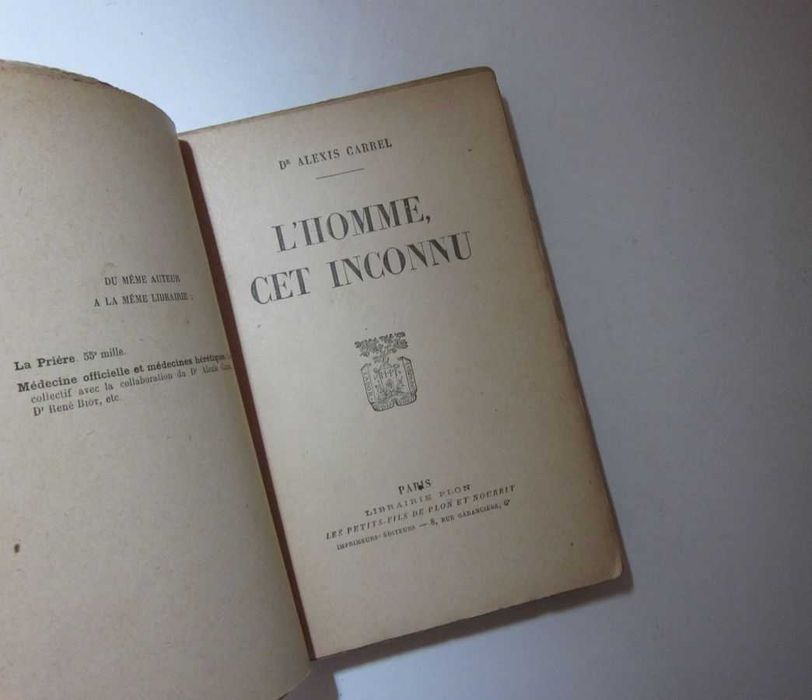 DU MÊME AUTEUR
A LA MÊME LIBRAIRIE :
La Prière. 55e mille.
Médecine officielle et médecines hérétiques
collectif avec la collaboration du Dr Alexis
Dr René Biot, etc.
Dr ALEXIS CARREL
L'HOMME,
CET INCONNU
PARIS
LIBRAIRIE PLON
LES PETITS-FILS DE PLON ET NOURRIT
IMPRIMEURS-ÉDITEURS — 8, RUE GARANCIÈRE, 6e